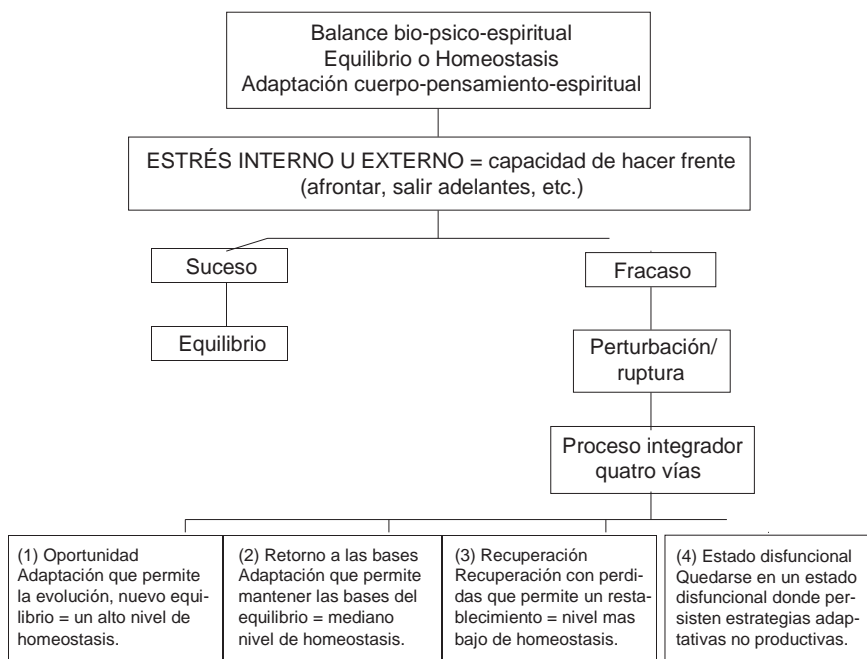 Balance bio-psico-espiritual
Equilibrio o Homeostasis
Adaptación cuerpo-pensamiento-espiritual
ESTRÉS INTERNO U EXTERNO = capacidad de hacer frente
(afrontar, salir adelantes, etc.)
Suceso
Fracaso
Equilibrio
Perturbación/
ruptura
Proceso integrador
quatro vías
(1) Oportunidad
Adaptación que permite
la evolución, nuevo equi-
librio = un alto nivel de
homeostasis.
(2) Retorno a las bases
Adaptación que permite
mantener las bases del
equilibrio = mediano
nivel de homeostasis.
(3) Recuperación
Recuperación con perdi-
das que permite un resta-
blecimiento = nivel mas
bajo de homeostasis.
(4) Estado disfuncional
Quedarse en un estado
disfuncional donde per-
sisten estrategias adap-
tativas no productivas.